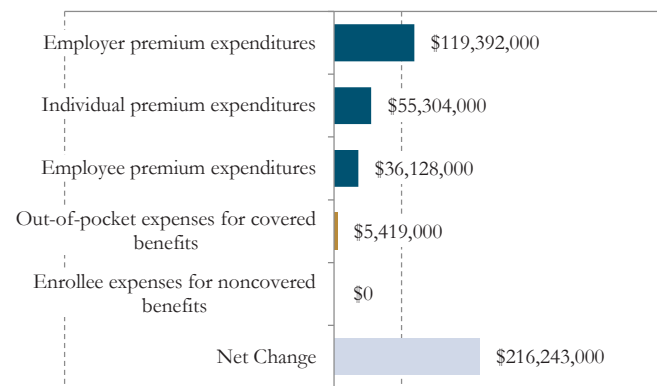 Employer premium expenditures
$119,392,000
Individual premium expenditures
$55,304,000
Employee premium expenditures
$36,128,000
Out-of-pocket expenses for covered
benefits
$5,419,000
Enrollee expenses for noncovered
benefits
$0
Net Change
$216,243,000